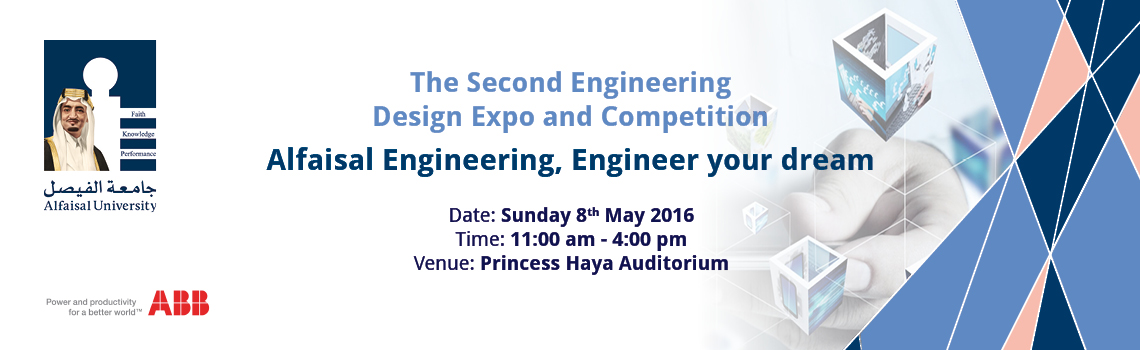 Faith
Knowledge
Performance
جامعة الفيصل
Alfaisal University
The Second Engineering
Design Expo and Competition
Alfaisal Engineering, Engineer your dream
Date: Sunday 8th May 2016
Time: 11:00 am - 4:00 pm
Venue: Princess Haya Auditorium
Power and productivity
for a better world™
ABB